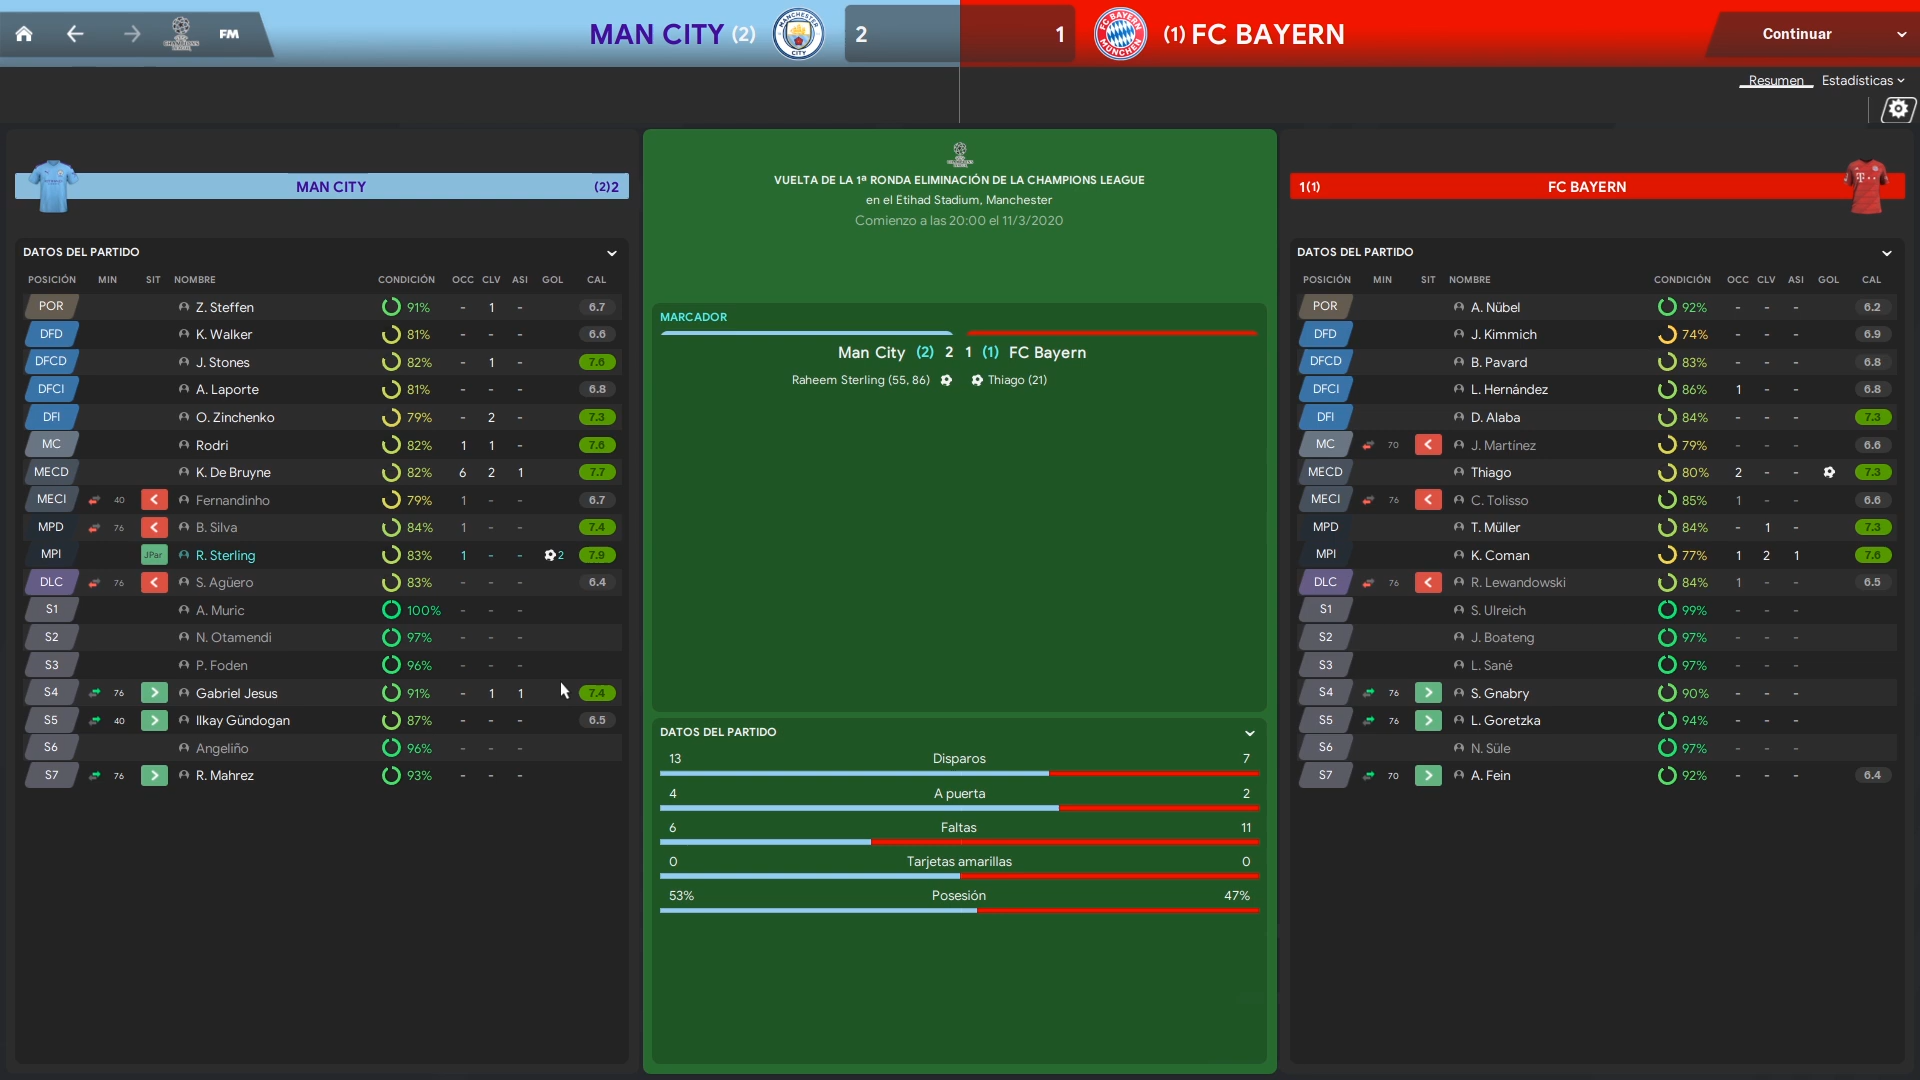 FM
MAN CITY (2)
2
1
(1) FC BAYERN
Continuar
Resumen
Estadísticas
MAN CITY (2)2
VUELTA DE LA 1ª RONDA ELIMINACIÓN DE LA CHAMPIONS LEAGUE
en el Etihad Stadium, Manchester
Comienzo a las 20:00 el 11/3/2020
1(1) FC BAYERN
DATOS DEL PARTIDO
POSICIÓN MIN SIT NOMBRE CONDICIÓN OCC CLV ASI GOL CAL
POR Z. Steffen 91% - 1 - 6.7
DFD K. Walker 81% - - - 6.6
DFCD J. Stones 82% - 1 - 7.6
DFCI A. Laporte 81% - - - 6.8
DFI O. Zinchenko 79% - 2 - 7.3
MC Rodri 82% 1 1 - 7.6
MECD K. De Bruyne 82% 6 2 1 7.7
MECI 40 Fernandinho 79% 1 - - 6.7
MPD 76 B. Silva 84% 1 - - 7.4
MPI JPar R. Sterling 83% 1 - - 2 7.9
DLC 76 S. Agüero 83% - - - 6.4
S1 A. Muric 100% - - -
S2 N. Otamendi 97% - - -
S3 P. Foden 96% - - -
S4 76 Gabriel Jesus 91% - 1 1 7.4
S5 40 Ilkay Gündogan 87% - - - 6.5
S6 Angeliño 96% - - -
S7 76 R. Mahrez 93% - - -
MARCADOR
Man City (2) 2 1 (1) FC Bayern
Raheem Sterling (55, 86) Thiago (21)
DATOS DEL PARTIDO
13 Disparos 7
4 A puerta 2
6 Faltas 11
0 Tarjetas amarillas 0
53% Posesión 47%
DATOS DEL PARTIDO
POSICIÓN MIN SIT NOMBRE CONDICIÓN OCC CLV ASI GOL CAL
POR A. Nübel 92% - - - 6.2
DFD J. Kimmich 74% - - - 6.9
DFCD B. Pavard 83% - - - 6.8
DFCI L. Hernández 86% 1 - - 6.8
DFI D. Alaba 84% - - - 7.3
MC 70 J. Martínez 79% - - - 6.6
MECD Thiago 80% 2 - - 7.3
MECI 76 C. Tolisso 85% 1 - - 6.6
MPD T. Müller 84% - 1 - 7.3
MPI K. Coman 77% 1 2 1 7.6
DLC 76 R. Lewandowski 84% 1 - - 6.5
S1 S. Ulreich 99% - - -
S2 J. Boateng 97% - - -
S3 L. Sané 97% - - -
S4 76 S. Gnabry 90% - - -
S5 76 L. Goretzka 94% - - -
S6 N. Süle 97% - - -
S7 70 A. Fein 92% - - - 6.4